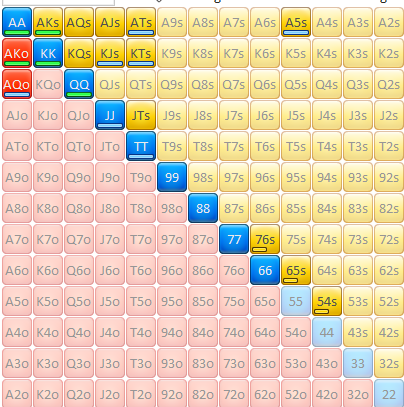 AA AKs AQs AJs ATs A9s A8s A7s A6s A5s A4s A3s A2s
AKo KK KQs KJs KTs K9s K8s K7s K6s K5s K4s K3s K2s
AQo KQo QQ QJs QTs Q9s Q8s Q7s Q6s Q5s Q4s Q3s Q2s
AJo KJo QJo JJ JTs J9s J8s J7s J6s J5s J4s J3s J2s
ATo KTo QTo JTo TT T9s T8s T7s T6s T5s T4s T3s T2s
A9o K9o Q9o J9o T9o 99 98s 97s 96s 95s 94s 93s 92s
A8o K8o Q8o J8o T8o 98o 88 87s 86s 85s 84s 83s 82s
A7o K7o Q7o J7o T7o 97o 87o 77 76s 75s 74s 73s 72s
A6o K6o Q6o J6o T6o 96o 86o 76o 66 65s 64s 63s 62s
A5o K5o Q5o J5o T5o 95o 85o 75o 65o 55 54s 53s 52s
A4o K4o Q4o J4o T4o 94o 84o 74o 64o 54o 44 43s 42s
A3o K3o Q3o J3o T3o 93o 83o 73o 63o 53o 43o 33 32s
A2o K2o Q2o J2o T2o 92o 82o 72o 62o 52o 42o 32o 22